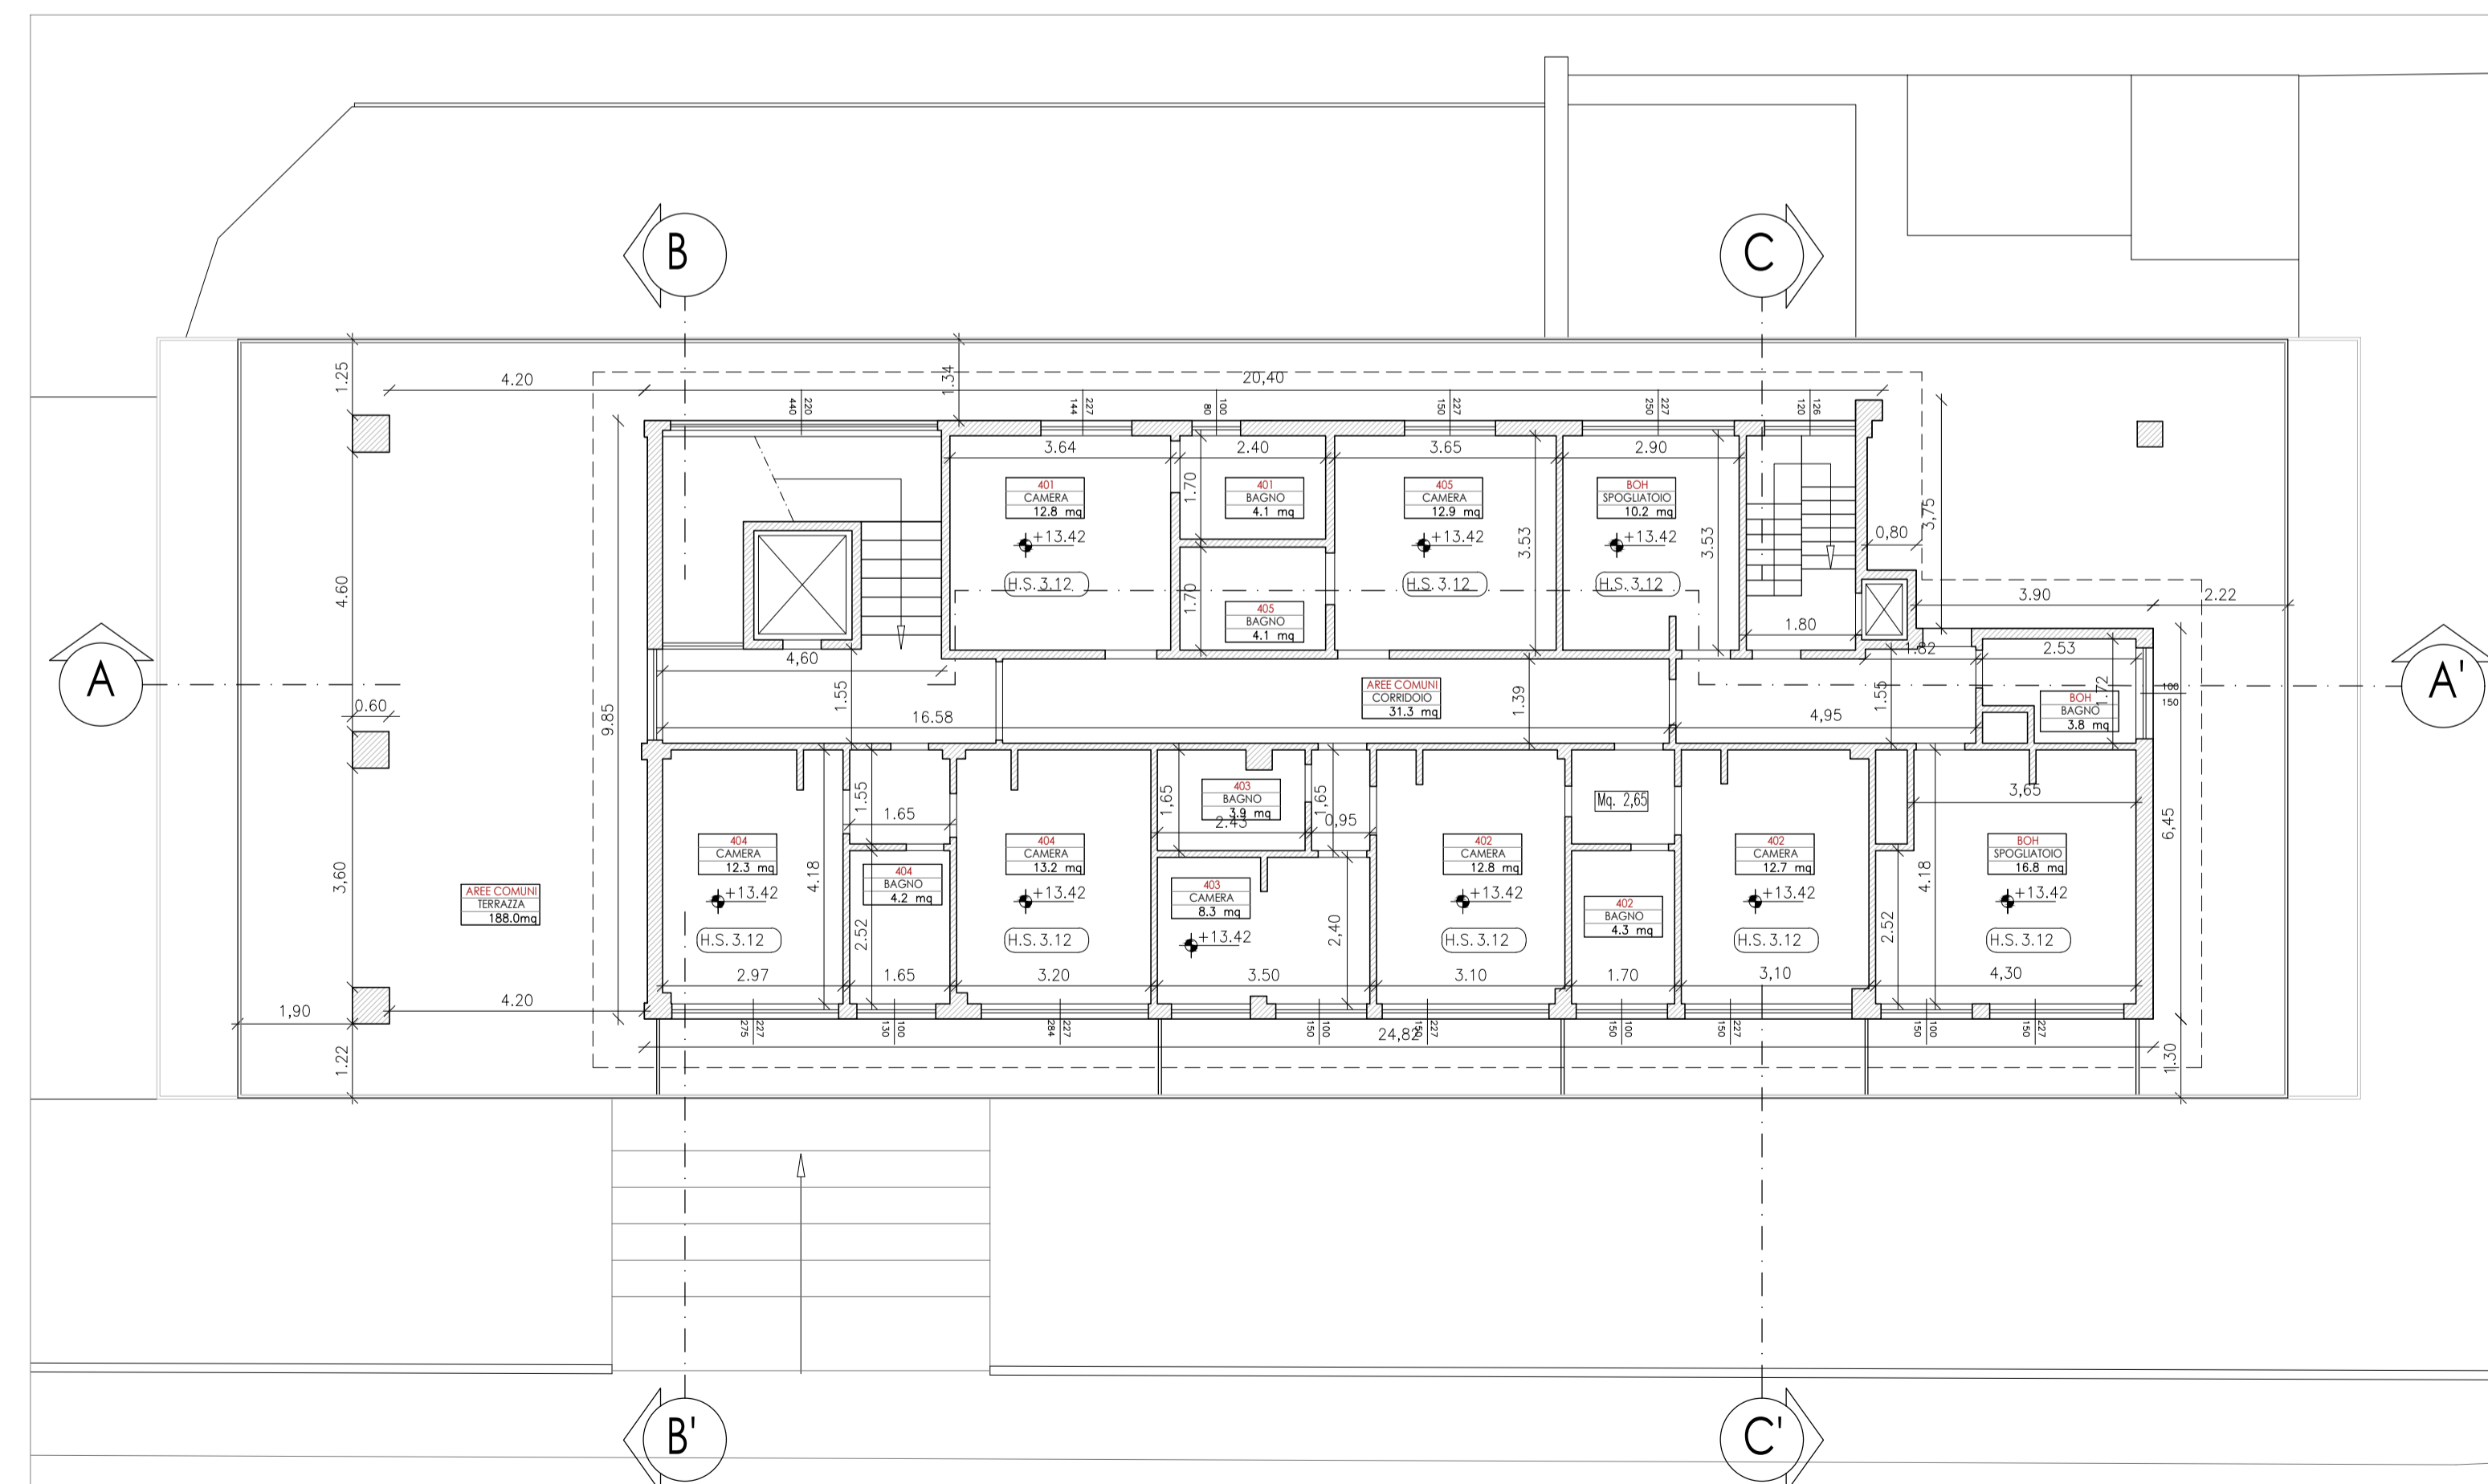 B
C
1.25
4.20
1.34
20,40
440
220
144
227
80
100
150
227
250
227
120
126
3.64
2.40
3.65
2.90
1.70
3,75
401
CAMERA
12.8 mq
401
BAGNO
4.1 mq
405
CAMERA
12.9 mq
BOH
SPOGLIATOIO
10.2 mq
+13.42
+13.42
+13.42
3.53
3.53
0,80
H.S. 3.12
H.S. 3.12
H.S. 3.12
4.60
1.70
405
BAGNO
4.1 mq
3.90
2.22
1.80
1.82
2.53
4,60
A
A'
1.55
AREE COMUNI
CORRIDOIO
31.3 mq
1.39
1.55
1.72
BOH
BAGNO
3.8 mq
100
150
0.60
9.85
16.58
4,95
1.55
1.65
1,65
403
BAGNO
3.9 mq
2.43
0,95
1,65
Mq. 2,65
3,65
6,45
404
CAMERA
12.3 mq
404
CAMERA
13.2 mq
402
CAMERA
12.8 mq
402
CAMERA
12.7 mq
BOH
SPOGLIATOIO
16.8 mq
3,60
AREE COMUNI
TERRAZZA
188.0mq
4.18
404
BAGNO
4.2 mq
403
CAMERA
8.3 mq
4.18
+13.42
+13.42
+13.42
+13.42
+13.42
+13.42
402
BAGNO
4.3 mq
H.S. 3.12
2.52
H.S. 3.12
2,40
H.S. 3.12
H.S. 3.12
2.52
H.S. 3.12
2.97
1.65
3.20
3.50
3.10
1.70
3,10
4,30
1,90
4.20
275
227
130
100
284
227
150
100
150
227
150
100
150
227
150
100
150
227
24,82
1.22
1.30
B'
C'